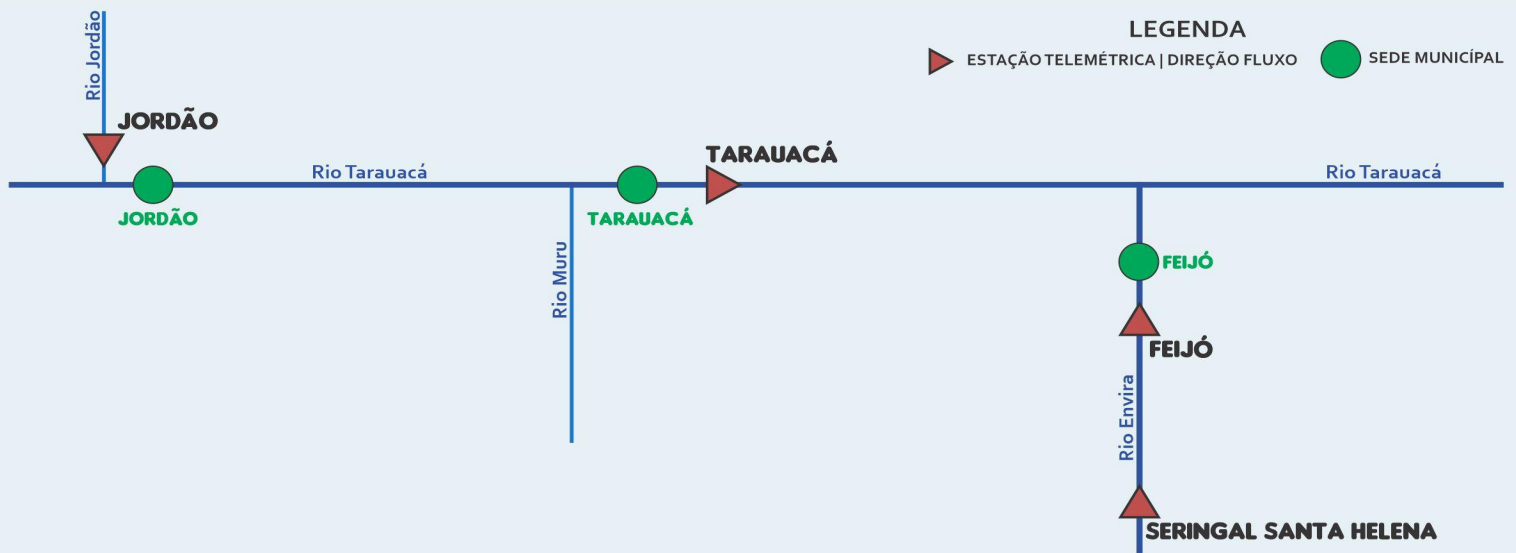 LEGENDA
ESTAÇÃO TELEMÉTRICA | DIREÇÃO FLUXO
SEDE MUNICÍPAL
Rio Jordão
JORDÃO
JORDÃO
Rio Tarauacá
TARAUACÁ
TARAUACÁ
Rio Muru
Rio Tarauacá
FEIJÓ
FEIJÓ
Rio Envira
SERINGAL SANTA HELENA